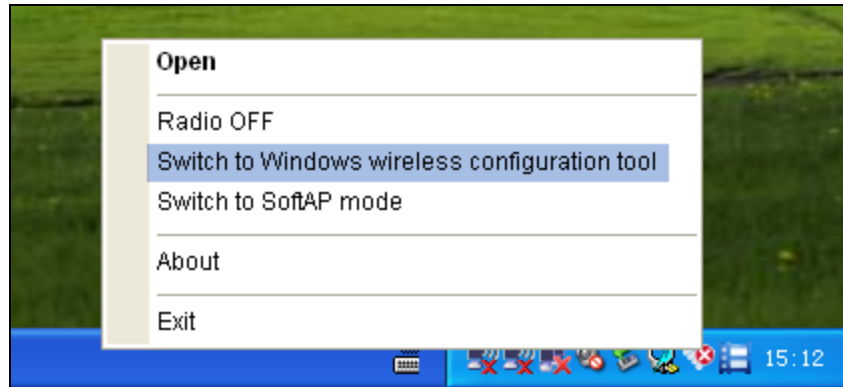 Open
Radio OFF
Switch to Windows wireless configuration tool
Switch to SoftAP mode
About
Exit
15:12